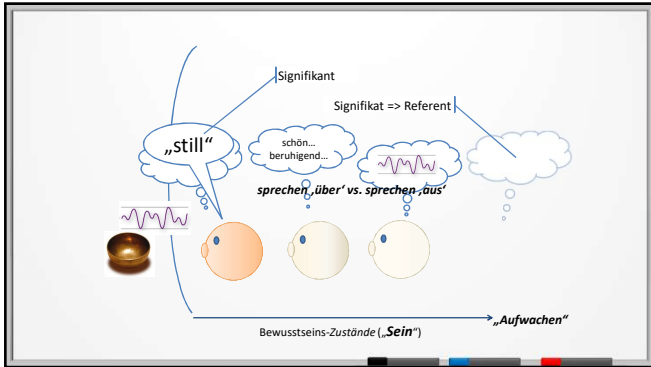 Signifikant
Signifikat => Referent
„still“
schön…
beruhigend…
sprechen ‚über‘ vs. sprechen ‚aus‘
„Aufwachen“
Bewusstseins-Zustände („Sein“)